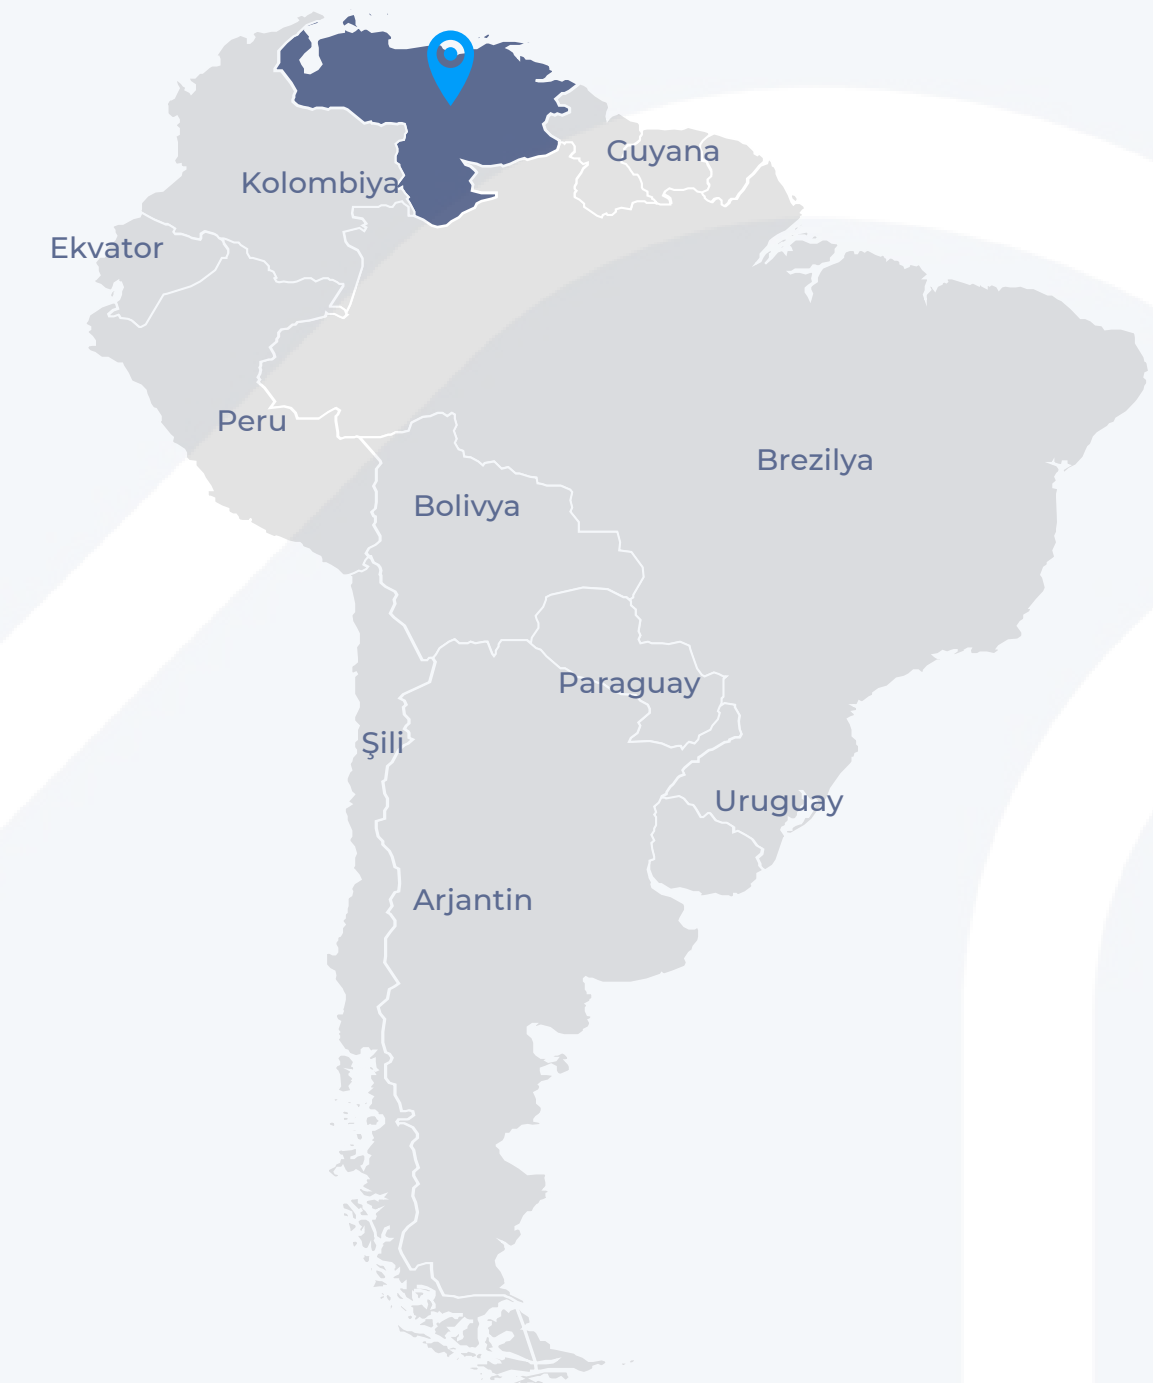 Guyana
Kolombiya
Ekvator
Peru
Brezilya
Bolivya
Paraguay
Şili
Uruguay
Arjantin